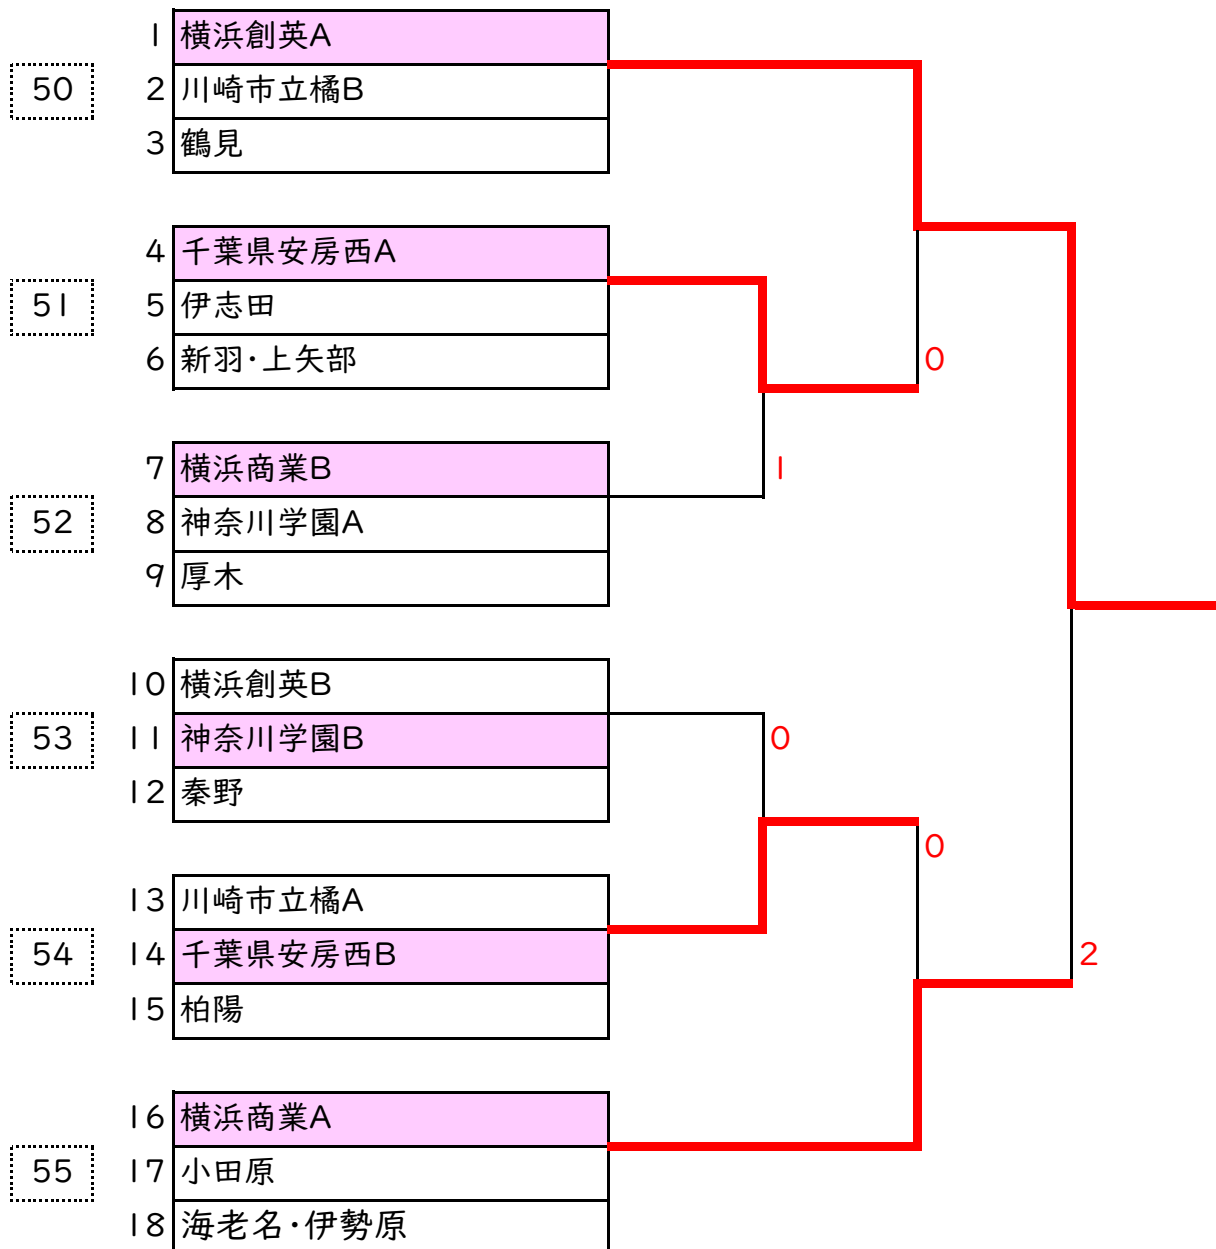 1 横浜創英A
50 2 川崎市立橘B
3 鶴見
4 千葉県安房西A
51 5 伊志田
6 新羽・上矢部
0
7 横浜商業B
1
52 8 神奈川学園A
9 厚木
10 横浜創英B
53 11 神奈川学園B
0
12 秦野
0
13 川崎市立橘A
54 14 千葉県安房西B
2
15 柏陽
16 横浜商業A
55 17 小田原
18 海老名・伊勢原